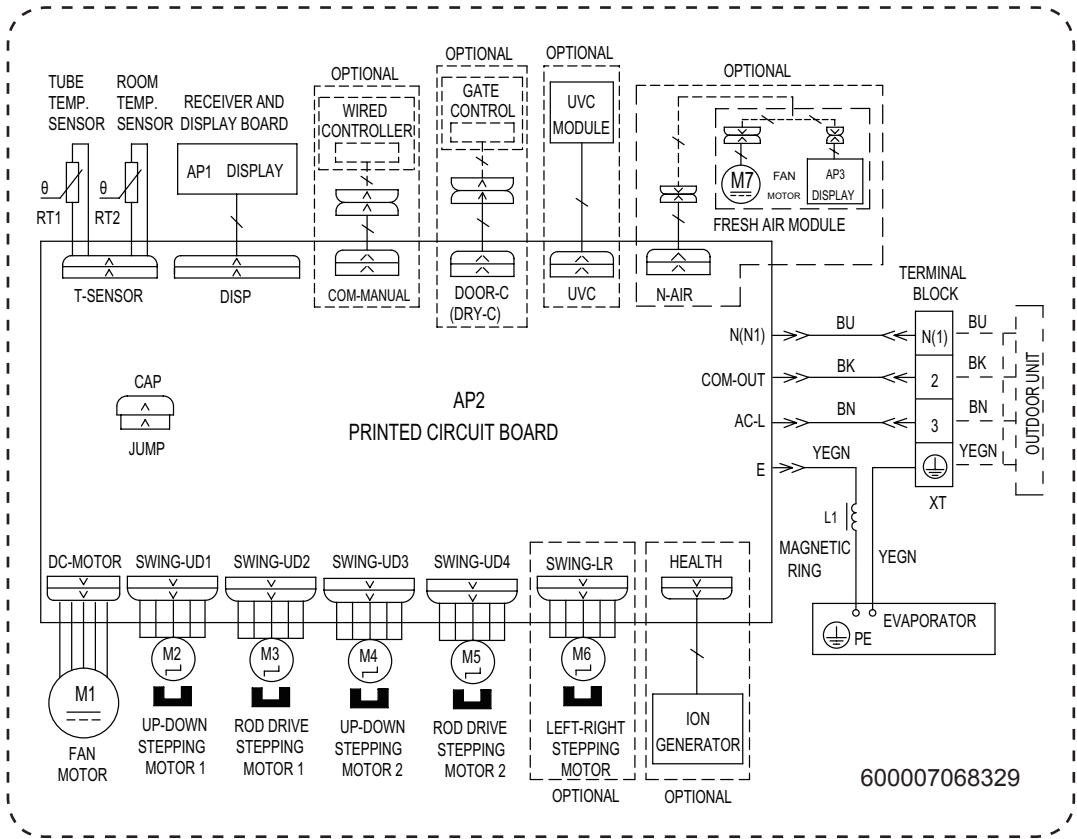 OPTIONAL
OPTIONAL
OPTIONAL
OPTIONAL
TUBE
TEMP.
SENSOR
ROOM
TEMP.
SENSOR
RECEIVER AND
DISPLAY BOARD
AP1 DISPLAY
WIRED
CONTROLLER
GATE
CONTROL
UVC
MODULE
M7
FAN
MOTOR
AP3
DISPLAY
FRESH AIR MODULE
θ
RT1
θ
RT2
T-SENSOR
DISP
COM-MANUAL
DOOR-C
(DRY-C)
UVC
N-AIR
TERMINAL
BLOCK
N(N1)
BU
N(1)
BU
COM-OUT
BK
2
BK
AC-L
BN
3
BN
E
YEGN
YEGN
XT
OUTDOOR UNIT
CAP
JUMP
AP2
PRINTED CIRCUIT BOARD
L1
MAGNETIC
RING
YEGN
PE
EVAPORATOR
DC-MOTOR
SWING-UD1
SWING-UD2
SWING-UD3
SWING-UD4
SWING-LR
HEALTH
M1
M2
M3
M4
M5
M6
FAN
MOTOR
UP-DOWN
STEPPING
MOTOR 1
ROD DRIVE
STEPPING
MOTOR 1
UP-DOWN
STEPPING
MOTOR 2
ROD DRIVE
STEPPING
MOTOR 2
LEFT-RIGHT
STEPPING
MOTOR
OPTIONAL
ION
GENERATOR
OPTIONAL
600007068329